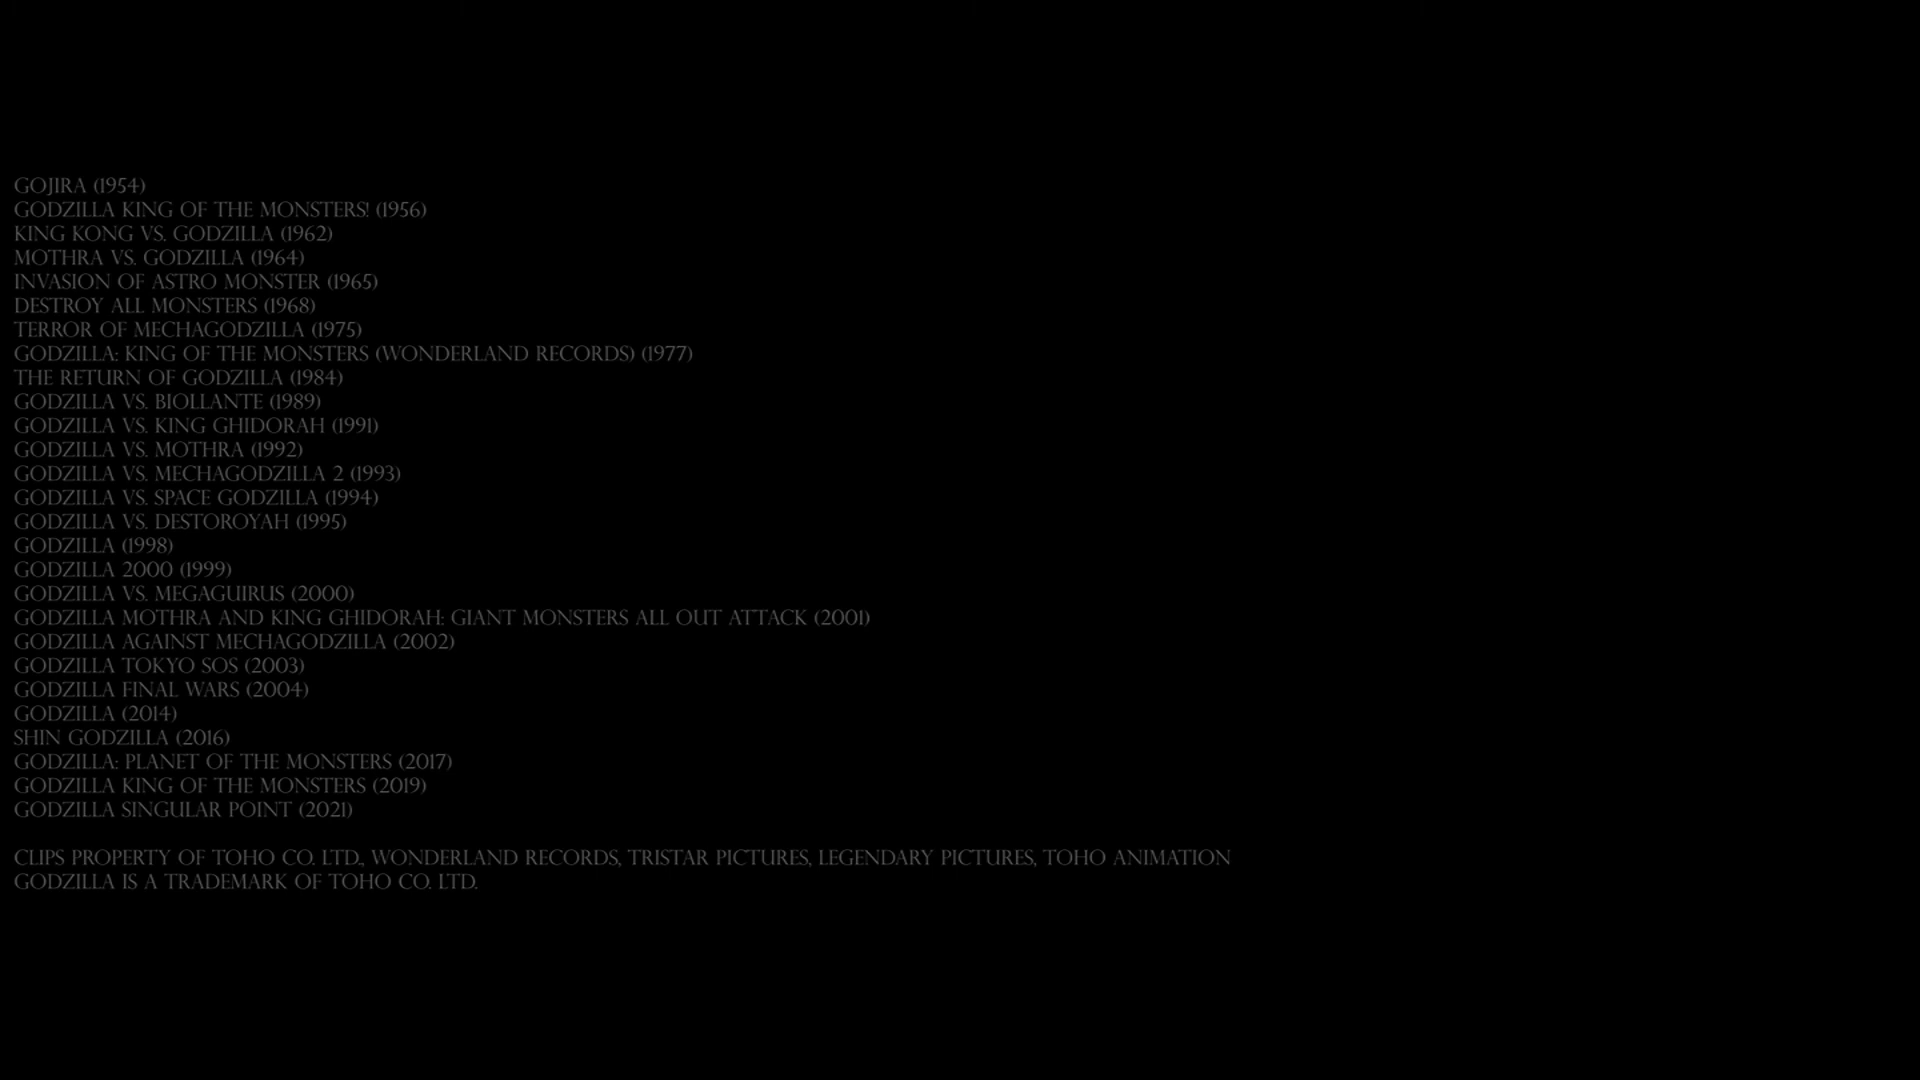 GOJIRA (1954)
GODZILLA KING OF THE MONSTERS! (1956)
KING KONG VS. GODZILLA (1962)
MOTHRA VS. GODZILLA (1964)
INVASION OF ASTRO MONSTER (1965)
DESTROY ALL MONSTERS (1968)
TERROR OF MECHAGODZILLA (1975)
GODZILLA: KING OF THE MONSTERS (WONDERLAND RECORDS) (1977)
THE RETURN OF GODZILLA (1984)
GODZILLA VS. BIOLLANTE (1989)
GODZILLA VS. KING GHIDORAH (1991)
GODZILLA VS. MOTHRA (1992)
GODZILLA VS. MECHAGODZILLA 2 (1993)
GODZILLA VS. SPACE GODZILLA (1994)
GODZILLA VS. DESTOROYAH (1995)
GODZILLA (1998)
GODZILLA 2000 (1999)
GODZILLA VS. MEGAGUIRUS (2000)
GODZILLA MOTHRA AND KING GHIDORAH: GIANT MONSTERS ALL OUT ATTACK (2001)
GODZILLA AGAINST MECHAGODZILLA (2002)
GODZILLA TOKYO SOS (2003)
GODZILLA FINAL WARS (2004)
GODZILLA (2014)
SHIN GODZILLA (2016)
GODZILLA: PLANET OF THE MONSTERS (2017)
GODZILLA KING OF THE MONSTERS (2019)
GODZILLA SINGULAR POINT (2021)
CLIPS PROPERTY OF TOHO CO. LTD., WONDERLAND RECORDS, TRISTAR PICTURES, LEGENDARY PICTURES, TOHO ANIMATION
GODZILLA IS A TRADEMARK OF TOHO CO. LTD.